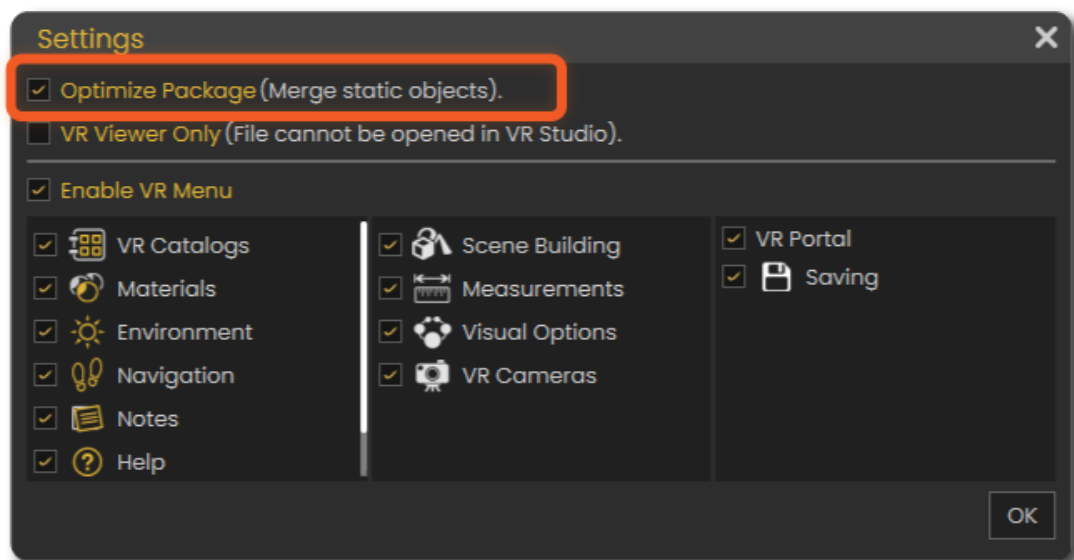 Settings
Optimize Package (Merge static objects).
VR Viewer Only (File cannot be opened in VR Studio).
Enable VR Menu
VR Catalogs
Materials
Environment
Navigation
Notes
Help
Scene Building
Measurements
Visual Options
VR Cameras
VR Portal
Saving
OK